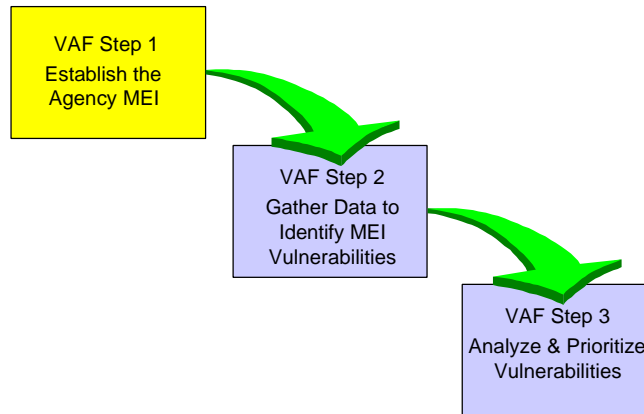 VAF Step 1
Establish the
Agency MEI
VAF Step 2
Gather Data to
Identify MEI
Vulnerabilities
VAF Step 3
Analyze & Prioritize
Vulnerabilities